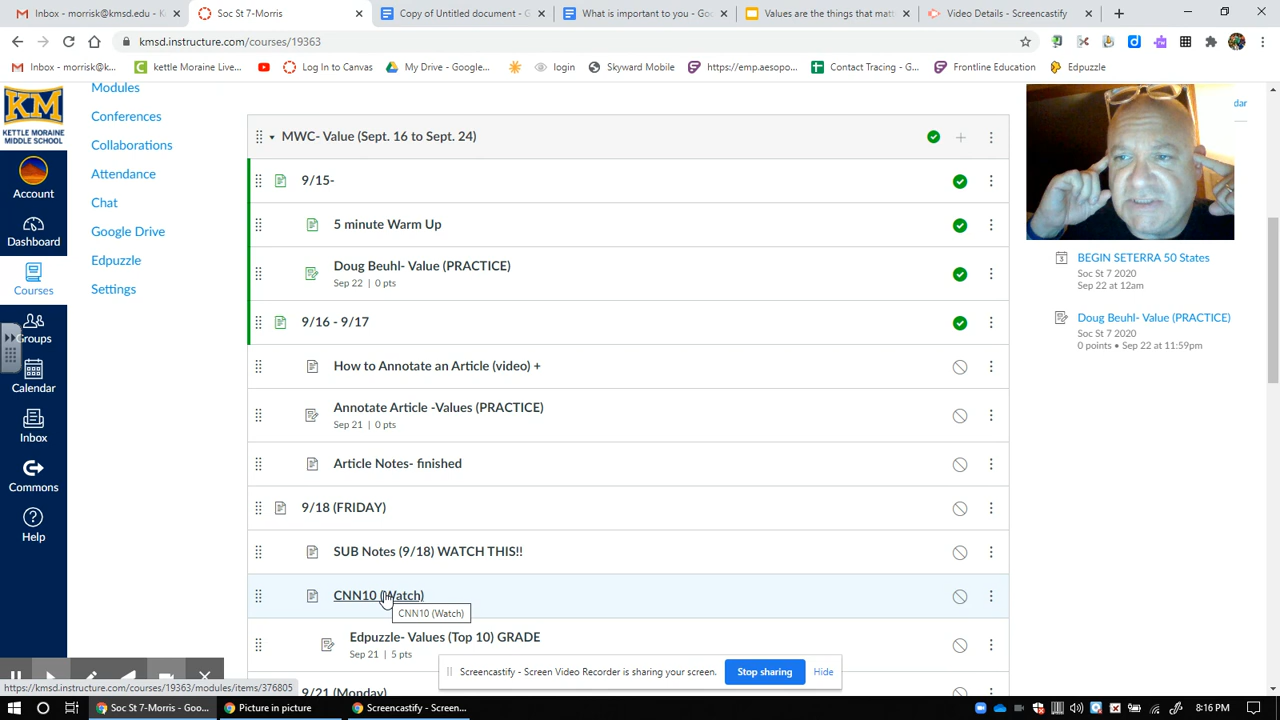 Inbox - morrisk@kmsd.edu - K
Soc St 7-Morris
Copy of Untitled document - G
What is important to you - Goo
Values are the things that matt
Video Details - Screencastify
kmsd.instructure.com/courses/19363
Inbox - morrisk@k...
kettle Moraine Live...
Log In to Canvas
My Drive - Google...
login
Skyward Mobile
https://emp.aesopo...
Contact Tracing - G...
Frontline Education
Edpuzzle
KM
KETTLE MORAINE
MIDDLE SCHOOL
Account
Dashboard
Courses
Groups
Calendar
Inbox
Commons
Help
Modules
Conferences
Collaborations
Attendance
Chat
Google Drive
Edpuzzle
Settings
MWC- Value (Sept. 16 to Sept. 24)
9/15-
5 minute Warm Up
Doug Beuhl- Value (PRACTICE)
Sep 22 | 0 pts
9/16 - 9/17
How to Annotate an Article (video) +
Annotate Article -Values (PRACTICE)
Sep 21 | 0 pts
Article Notes- finished
9/18 (FRIDAY)
SUB Notes (9/18) WATCH THIS!!
CNN10 (Watch)
CNN10 (Watch)
Edpuzzle- Values (Top 10) GRADE
Sep 21 | 5 pts
9/21 (Monday)
dar
BEGIN SETERRA 50 States
Soc St 7 2020
Sep 22 at 12am
Doug Beuhl- Value (PRACTICE)
Soc St 7 2020
0 points • Sep 22 at 11:59pm
Screencastify - Screen Video Recorder is sharing your screen.
Stop sharing
Hide
https://kmsd.instructure.com/courses/19363/modules/items/376805
Soc St 7-Morris - Goo...
Picture in picture
Screencastify - Screen...
8:16 PM